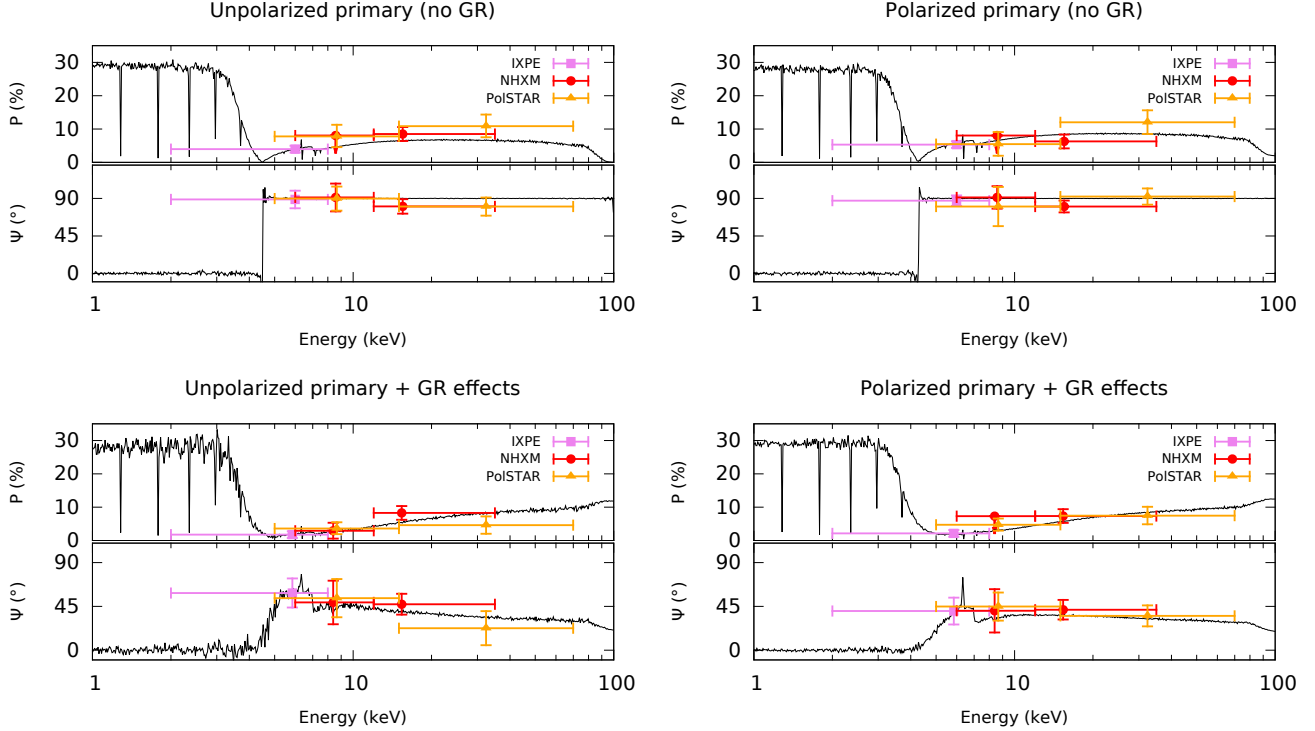 Unpolarized primary (no GR)
P (%)
30
20
10
0
IXPE
NHXM
PolSTAR
Ψ (°)
90
45
0
1
10
100
Energy (keV)
Polarized primary (no GR)
P (%)
30
20
10
0
IXPE
NHXM
PolSTAR
Ψ (°)
90
45
0
1
10
100
Energy (keV)
Unpolarized primary + GR effects
P (%)
30
20
10
0
IXPE
NHXM
PolSTAR
Ψ (°)
90
45
0
1
10
100
Energy (keV)
Polarized primary + GR effects
P (%)
30
20
10
0
IXPE
NHXM
PolSTAR
Ψ (°)
90
45
0
1
10
100
Energy (keV)